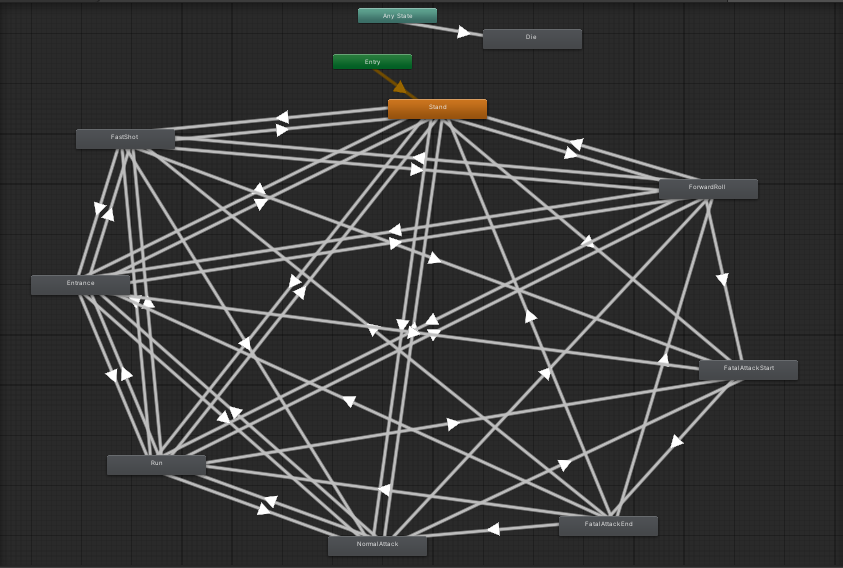 Any State
Die
Entry
Stand
FastShot
ForwardRoll
Entrance
FatalAttackStart
Run
FatalAttackEnd
NormalAttack